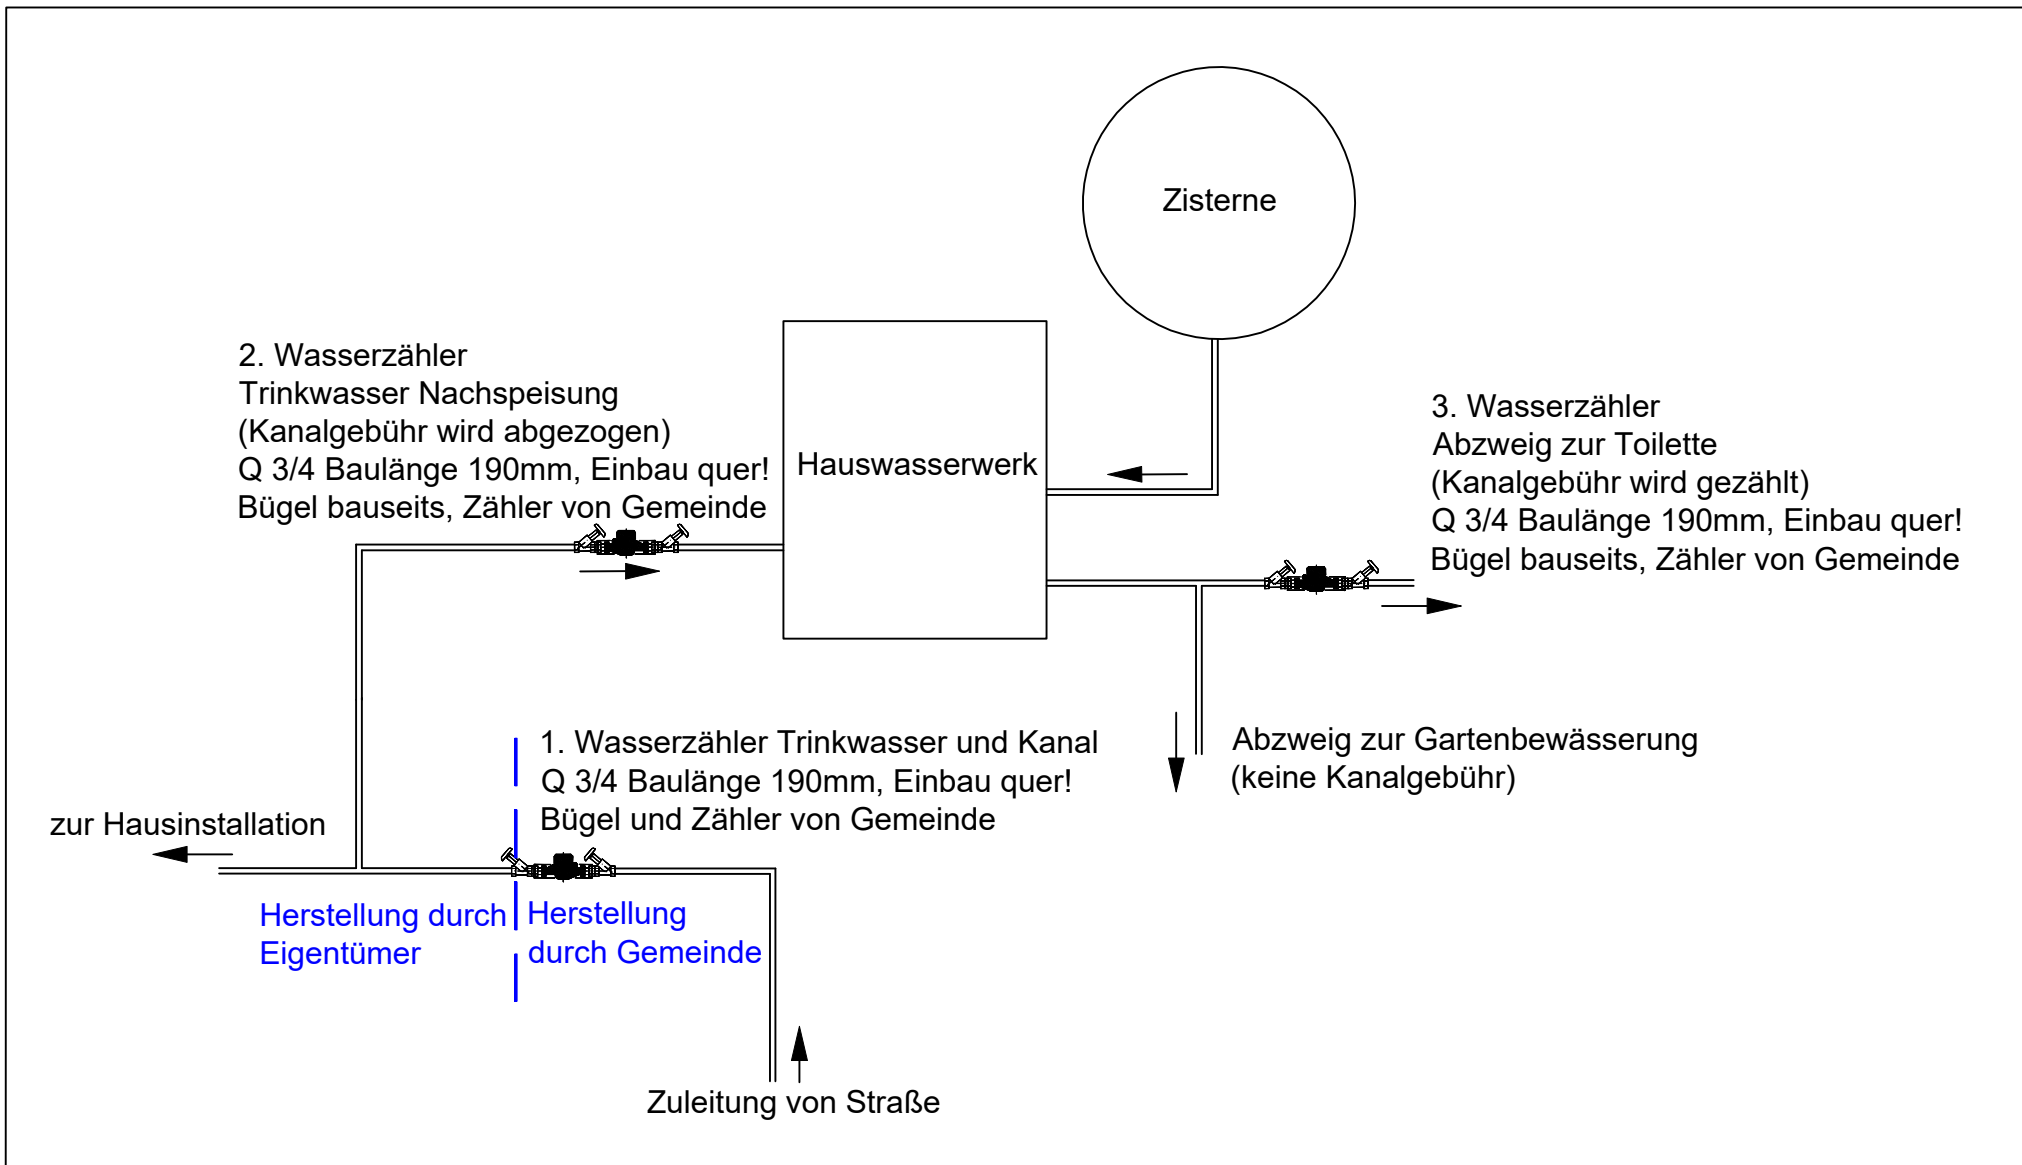 Zisterne
2. Wasserzähler
Trinkwasser Nachspeisung
(Kanalgebühr wird abgezogen)
Q 3/4 Baulänge 190mm, Einbau quer!
Bügel bauseits, Zähler von Gemeinde
Hauswasserwerk
3. Wasserzähler
Abzweig zur Toilette
(Kanalgebühr wird gezählt)
Q 3/4 Baulänge 190mm, Einbau quer!
Bügel bauseits, Zähler von Gemeinde
1. Wasserzähler Trinkwasser und Kanal
Q 3/4 Baulänge 190mm, Einbau quer!
Bügel und Zähler von Gemeinde
Abzweig zur Gartenbewässerung
(keine Kanalgebühr)
zur Hausinstallation
Herstellung durch
Eigentümer
Herstellung
durch Gemeinde
Zuleitung von Straße